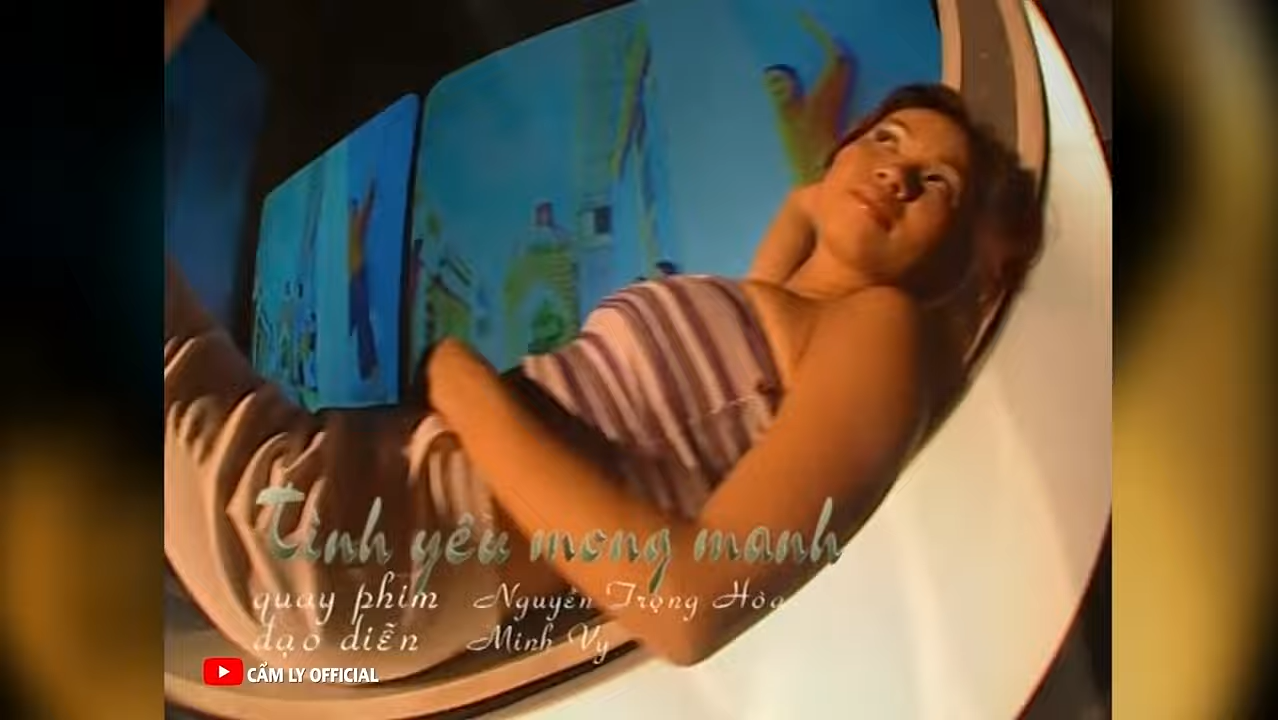 Tình yêu mong manh
quay phim Nguyễn Trọng Hòa
đạo diễn Minh Vy
CẨM LY OFFICIAL